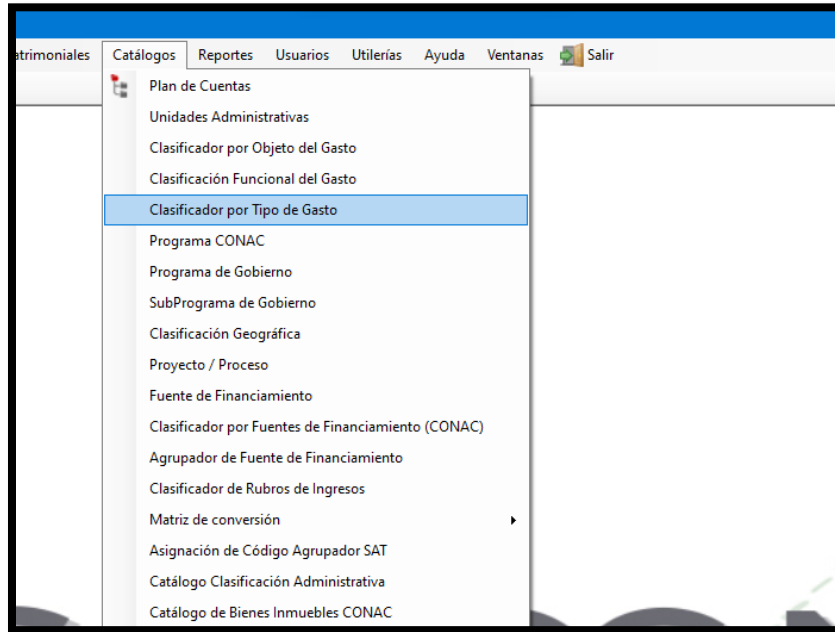 atrimoniales Catálogos Reportes Usuarios Utilerías Ayuda Ventanas Salir
Plan de Cuentas
Unidades Administrativas
Clasificador por Objeto del Gasto
Clasificación Funcional del Gasto
Clasificador por Tipo de Gasto
Programa CONAC
Programa de Gobierno
SubPrograma de Gobierno
Clasificación Geográfica
Proyecto / Proceso
Fuente de Financiamiento
Clasificador por Fuentes de Financiamiento (CONAC)
Agrupador de Fuente de Financiamiento
Clasificador de Rubros de Ingresos
Matriz de conversión
Asignación de Código Agrupador SAT
Catálogo Clasificación Administrativa
Catálogo de Bienes Inmuebles CONAC